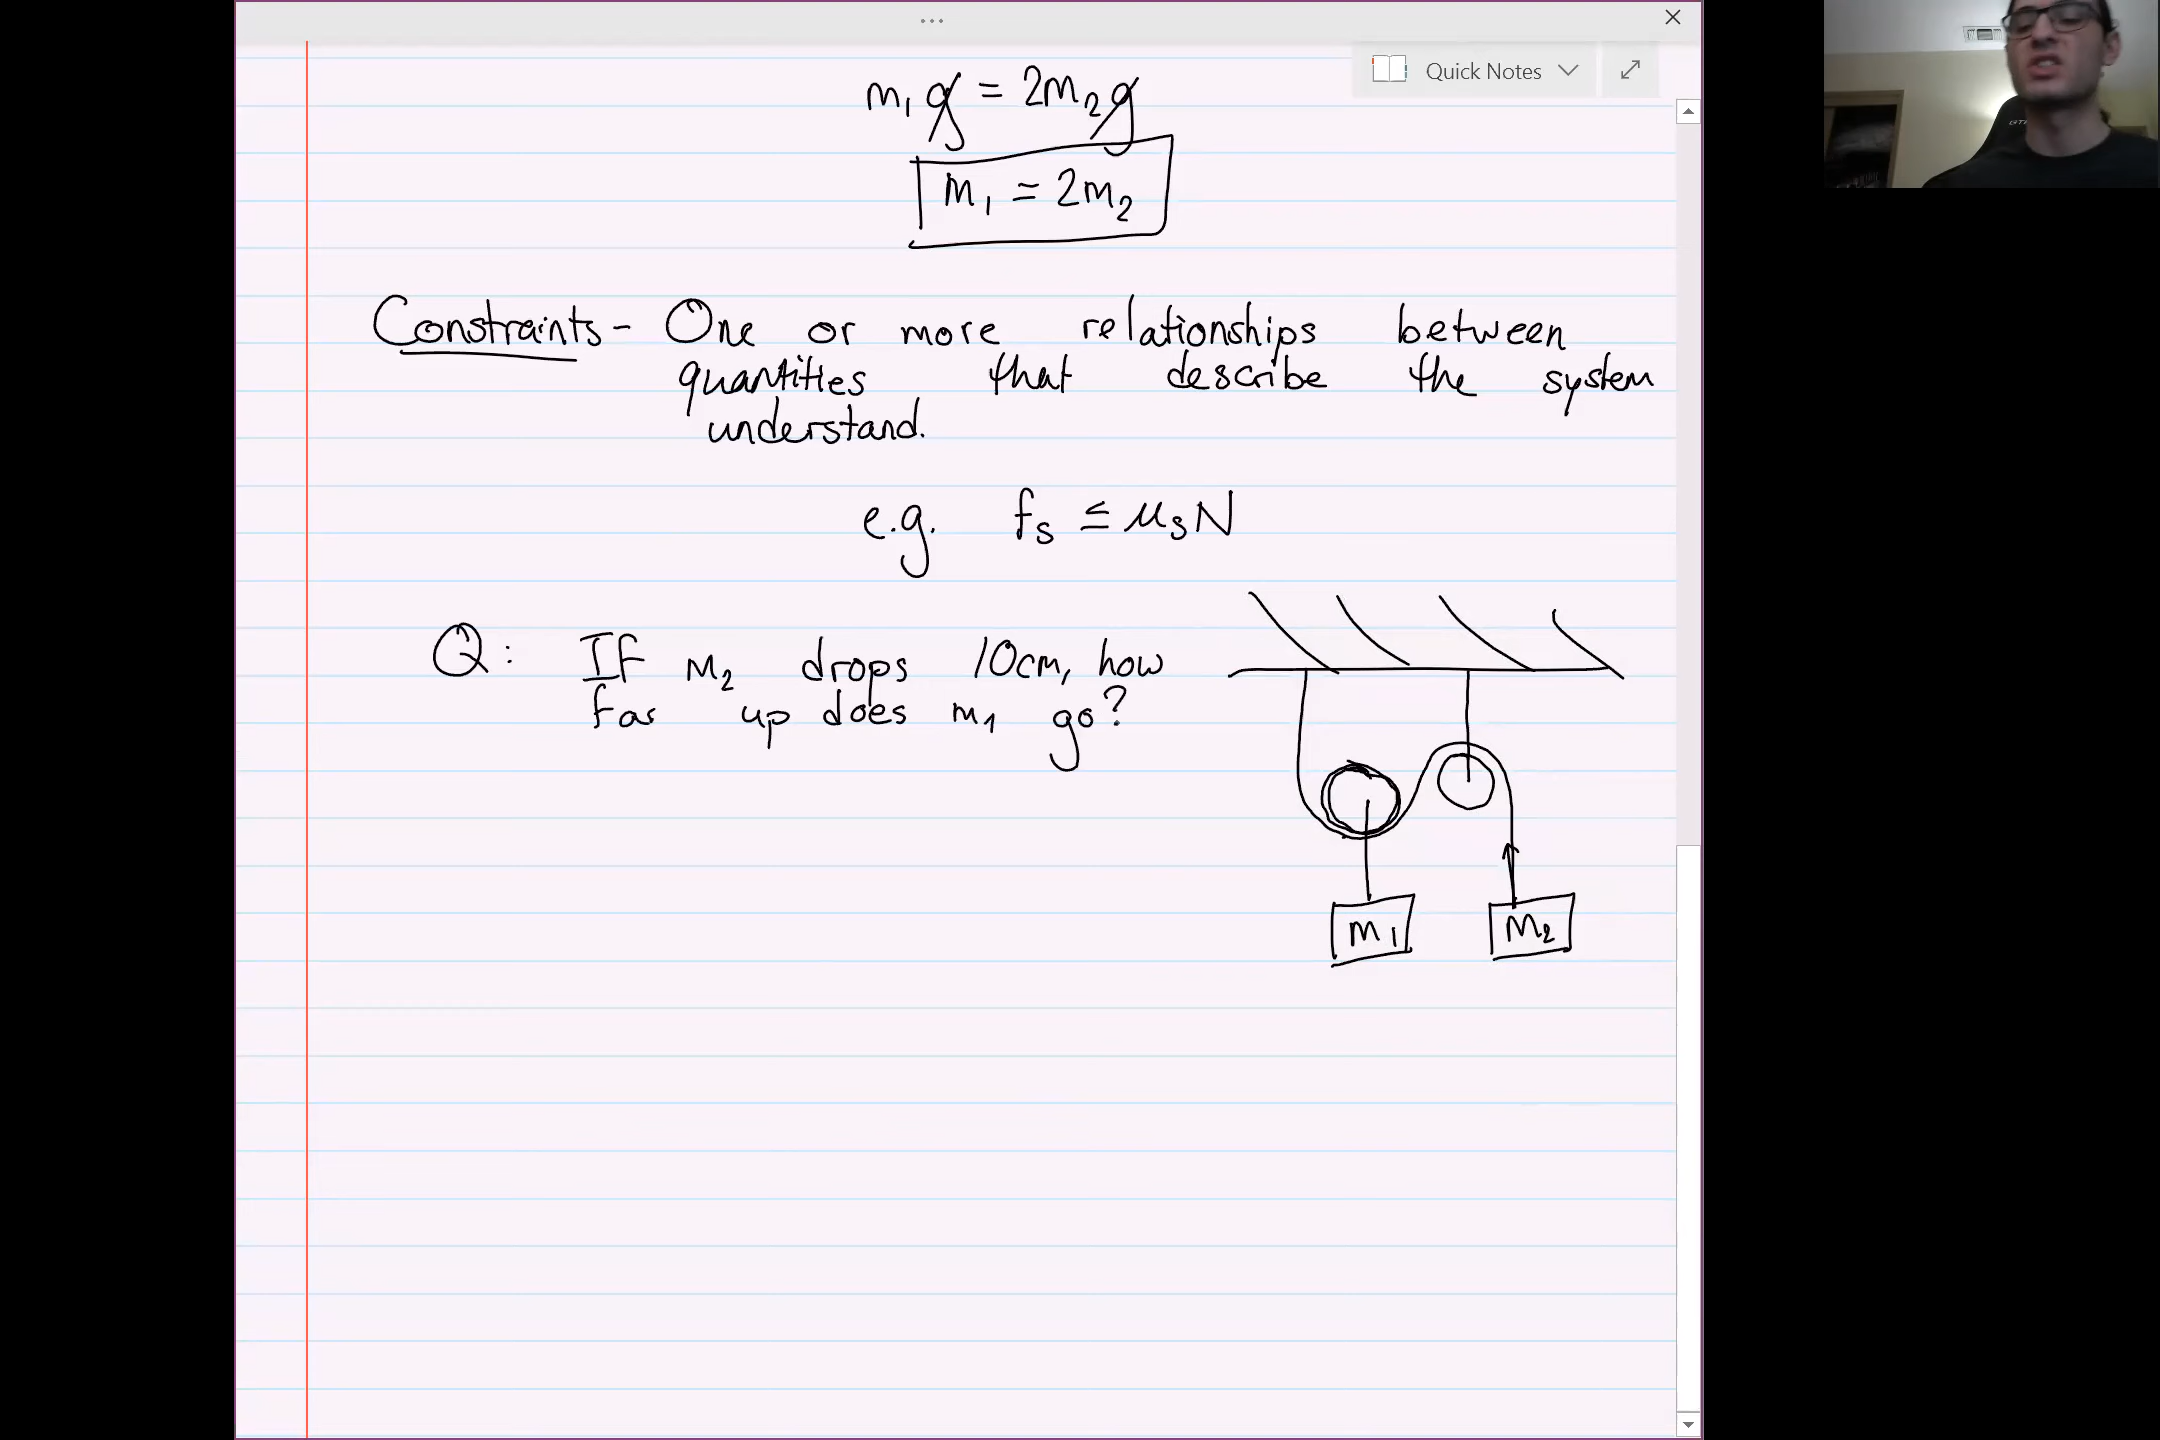 Quick Notes
m₁g = 2m₂g
m₁ = 2m₂
Constraints - One or more relationships between
quantities that describe the system
understand.
e.g. fₛ ≤ μₛN
Q: If m₂ drops 10cm, how
far up does m₁ go?
m₁
m₂